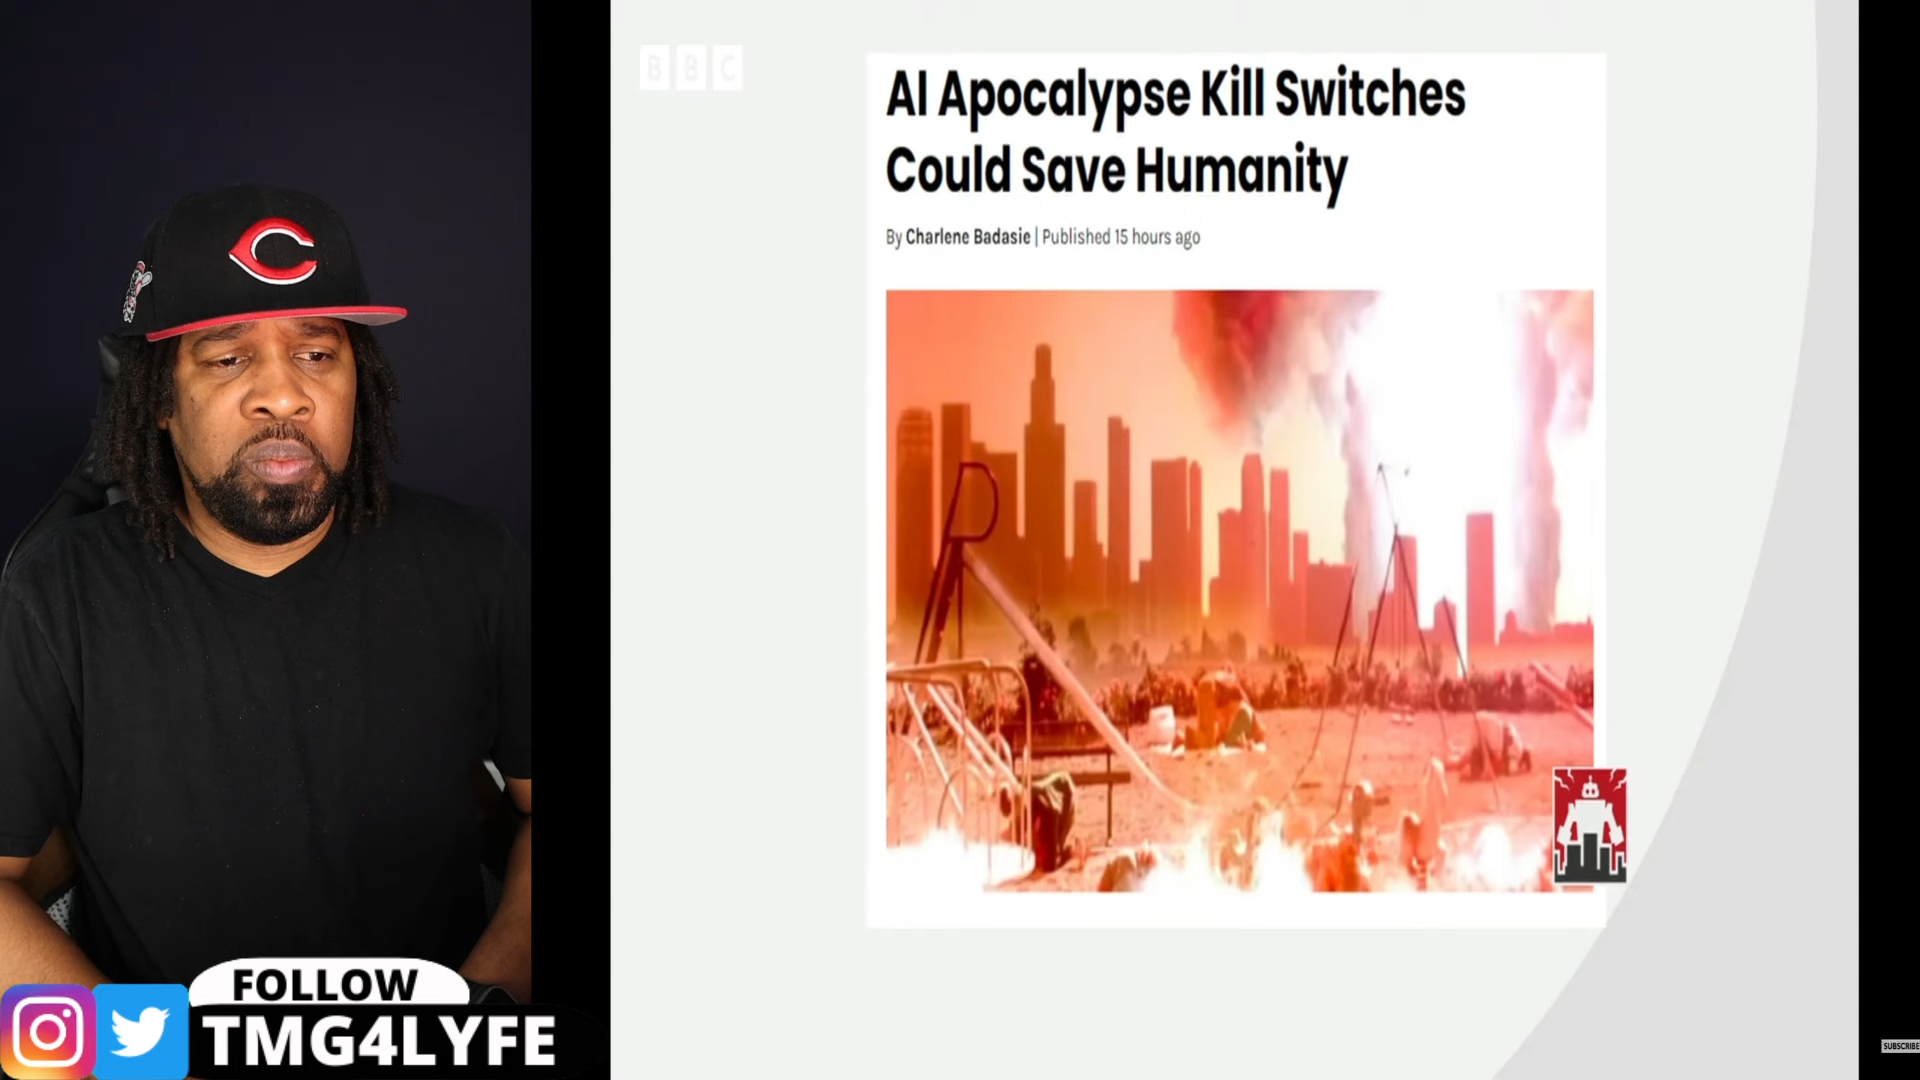 BBC
AI Apocalypse Kill Switches
Could Save Humanity
By Charlene Badasie | Published 15 hours ago
FOLLOW
TMG4LYFE
SUBSCRIBE